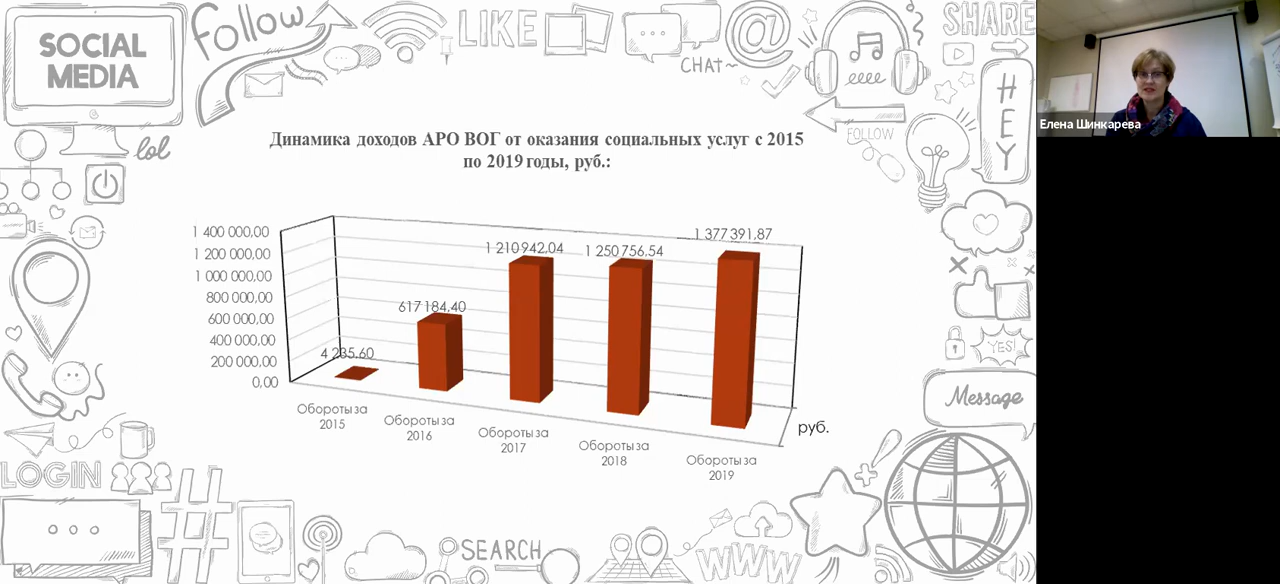 SOCIAL
MEDIA
Follow
LIKE
CHAT~
@
SHARE
HEY
FOLLOW
lol
Елена Шинкарева
Динамика доходов АРО ВОГ от оказания социальных услуг с 2015
по 2019 годы, руб.:
1 400 000,00
1 200 000,00
1 000 000,00
800 000,00
600 000,00
400 000,00
200 000,00
0,00
4 235,60
617 184,40
1 210 942,04
1 250 756,54
1 377 391,87
Обороты за
2015
Обороты за
2016
Обороты за
2017
Обороты за
2018
Обороты за
2019
руб.
YES!
Message
LOGIN
#
SEARCH
WWW